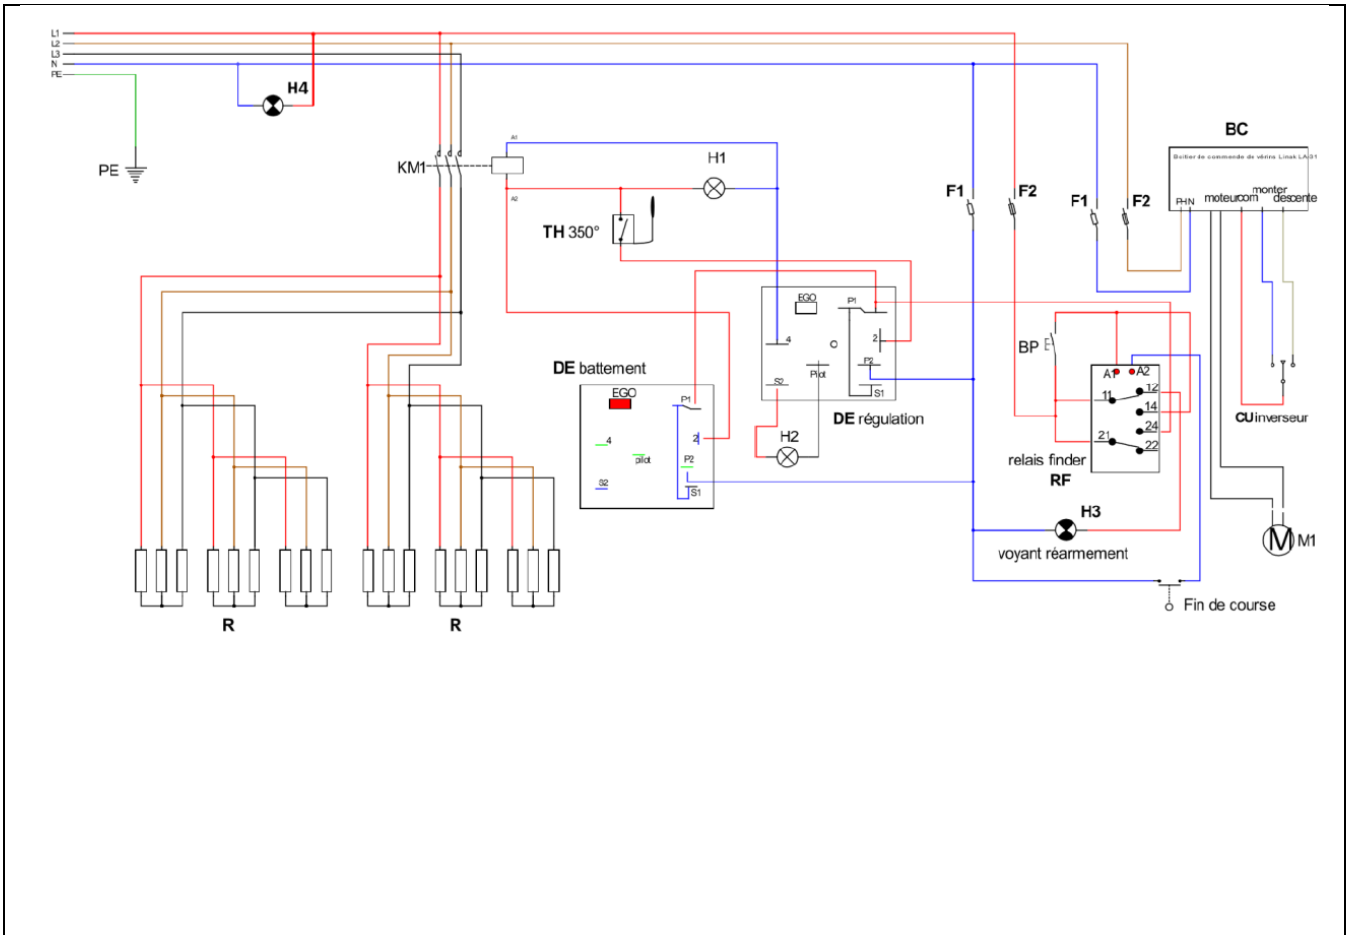 L1
L2
L3
N
PE
H4
PE
KM1
A1
A2
H1
TH 350°
F1
F2
F1
F2
BC
Boitier de commande de vérins Linak LA-31
PHN
moteur
com
monter
descente
EGO
P1
4
2
Pilot
P2
S2
S1
DE régulation
DE battement
EGO
P1
4
2
pilot
P2
S2
S1
H2
BP
A1
A2
11
12
14
24
21
22
relais finder
RF
CU inverseur
H3
voyant réarmement
M
M1
Fin de course
R
R